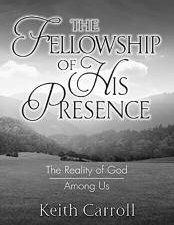 THE
FELLOWSHIP
OF HIS
PRESENCE
The Reality of God
Among Us
Keith Carroll